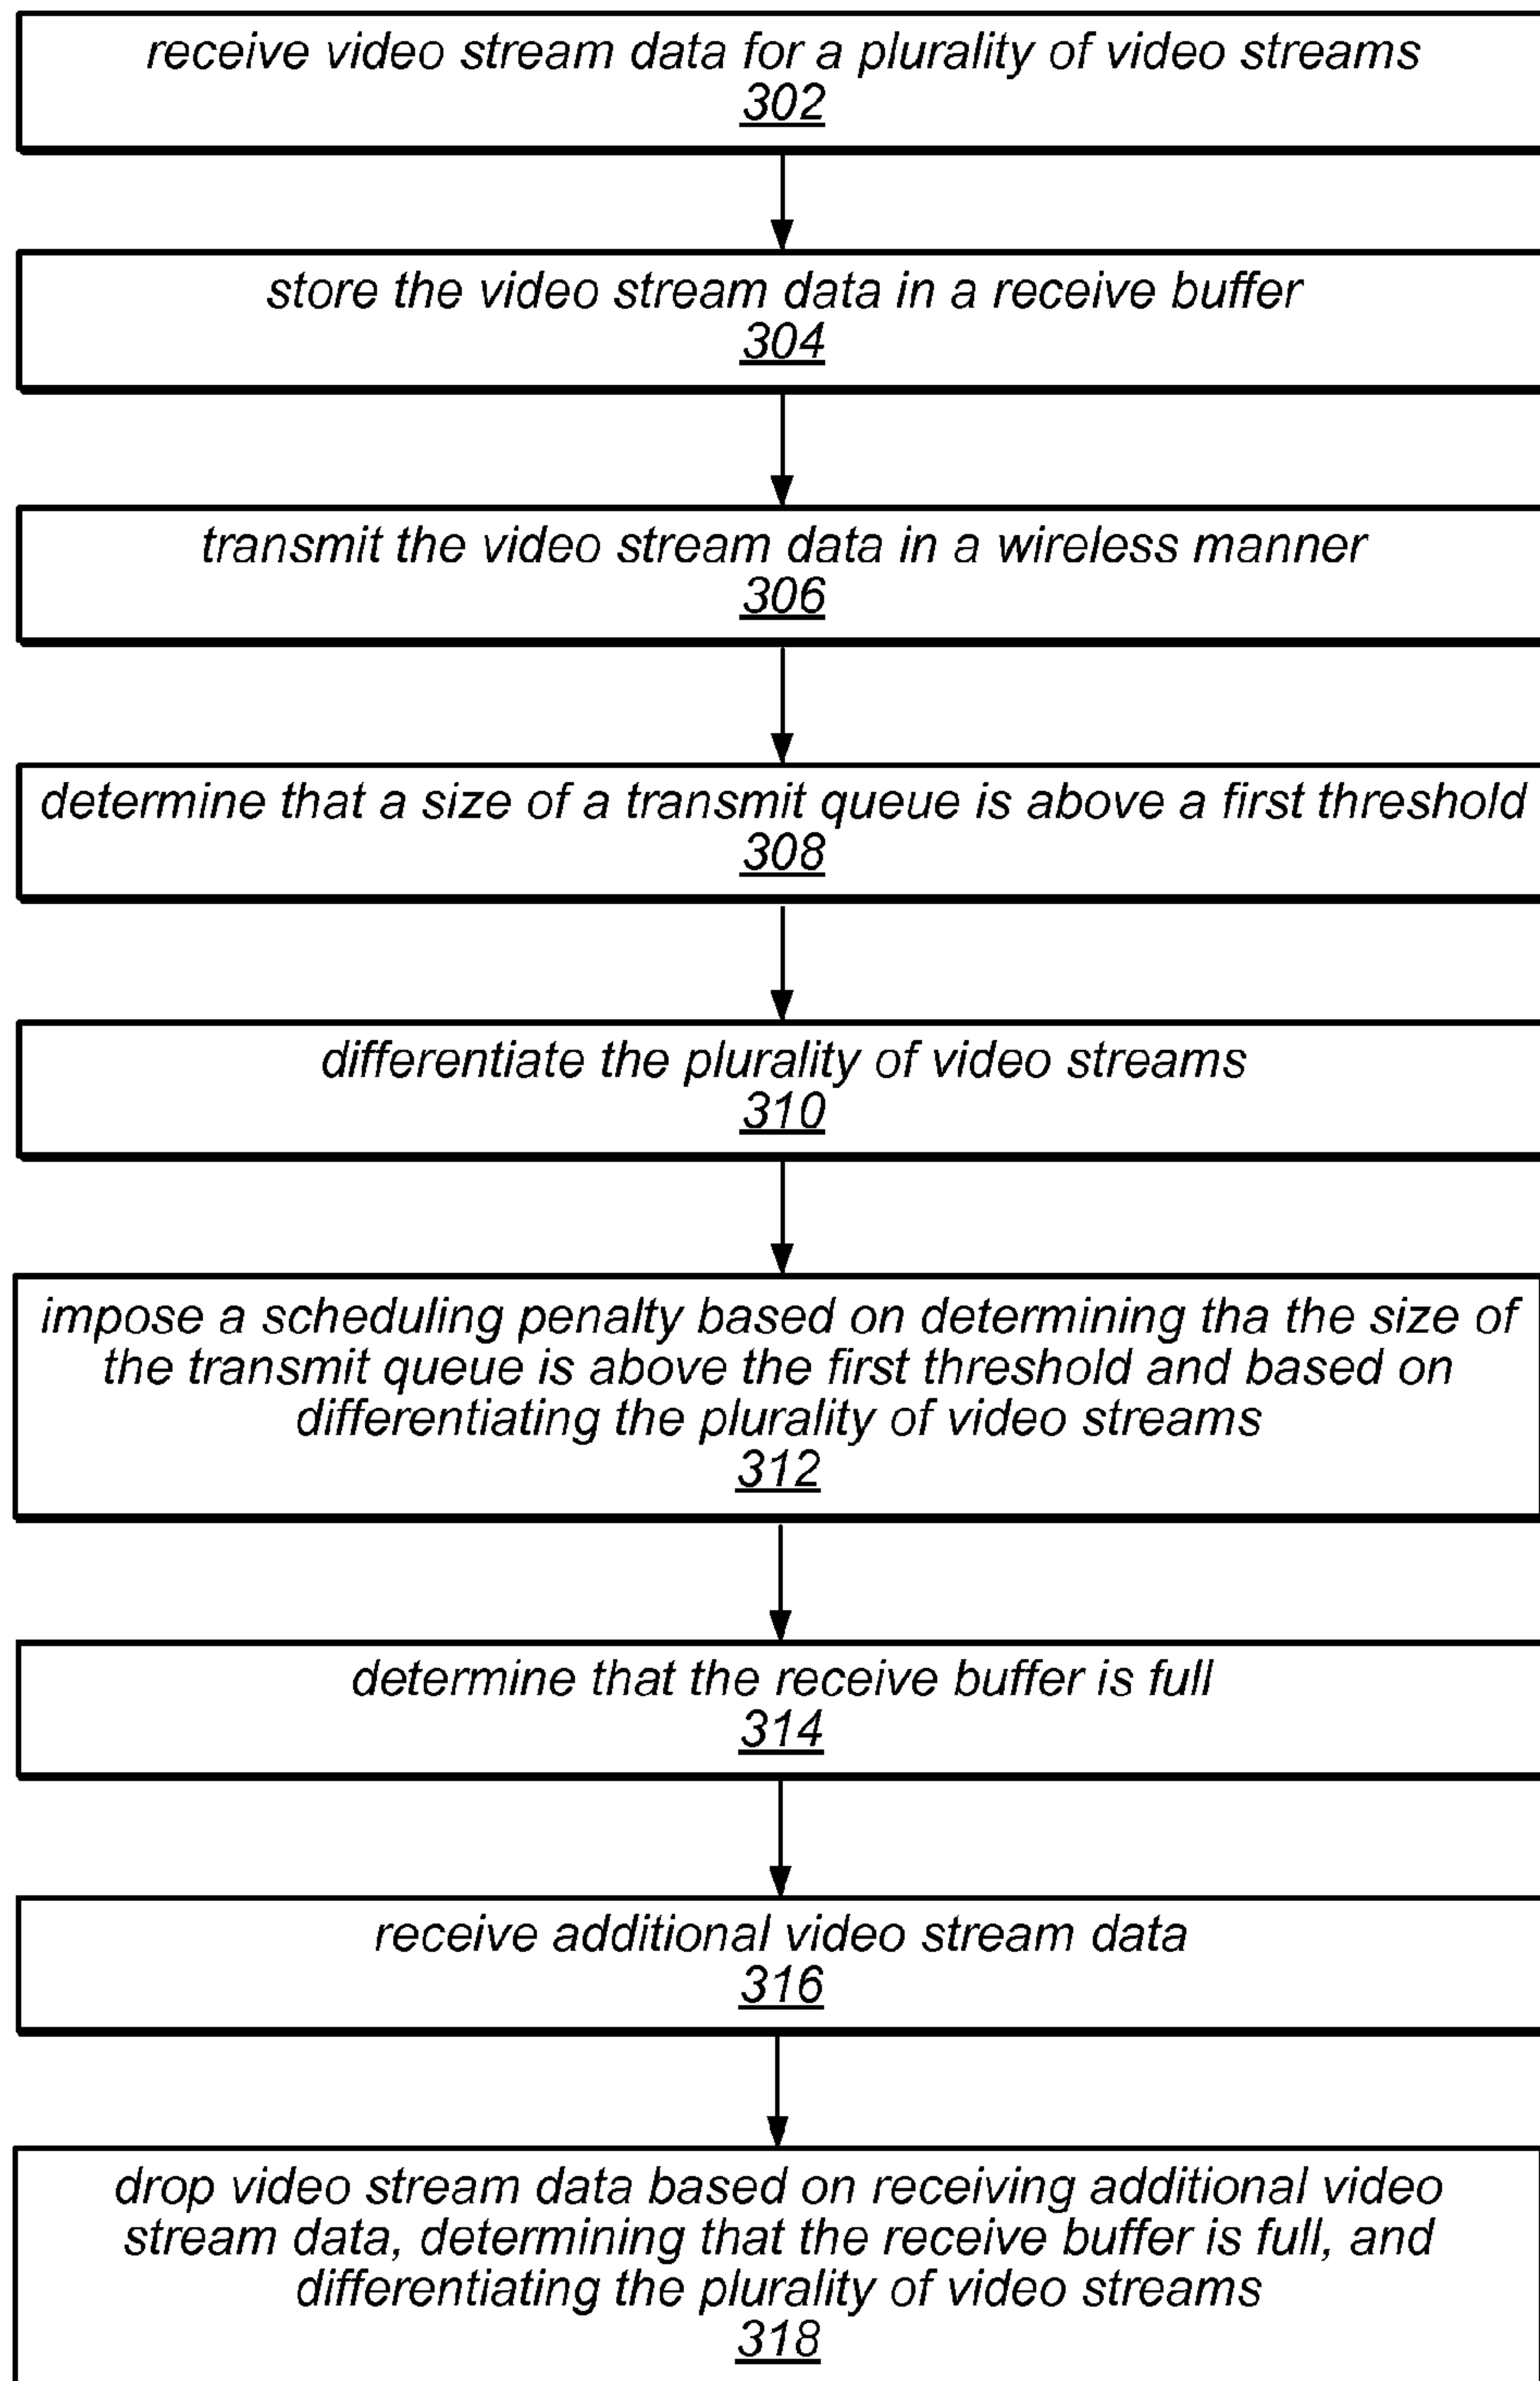 receive video stream data for a plurality of video streams
302
store the video stream data in a receive buffer
304
transmit the video stream data in a wireless manner
306
determine that a size of a transmit queue is above a first threshold
308
differentiate the plurality of video streams
310
impose a scheduling penalty based on determining tha the size of
the transmit queue is above the first threshold and based on
differentiating the plurality of video streams
312
determine that the receive buffer is full
314
receive additional video stream data
316
drop video stream data based on receiving additional video
stream data, determining that the receive buffer is full, and
differentiating the plurality of video streams
318